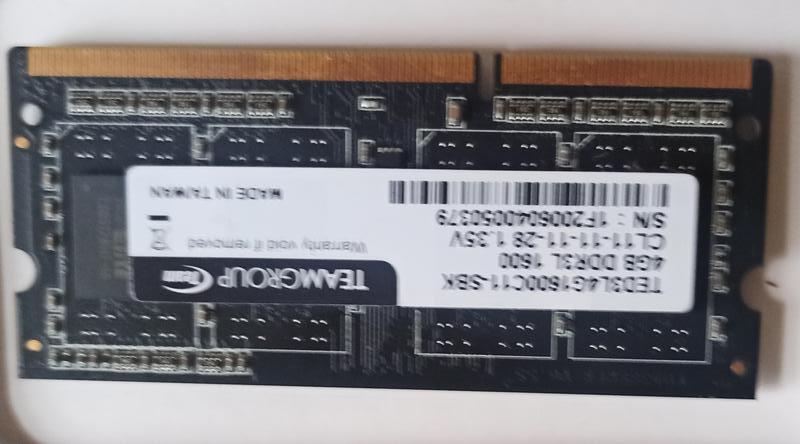 TEAMGROUP Team
TED3L4G1600C11-SBK
4GB DDR3L 1600
CL11-11-11-28 1.35V
S/N : 1F2006040050379
Warranty void if removed
MADE IN TAIWAN